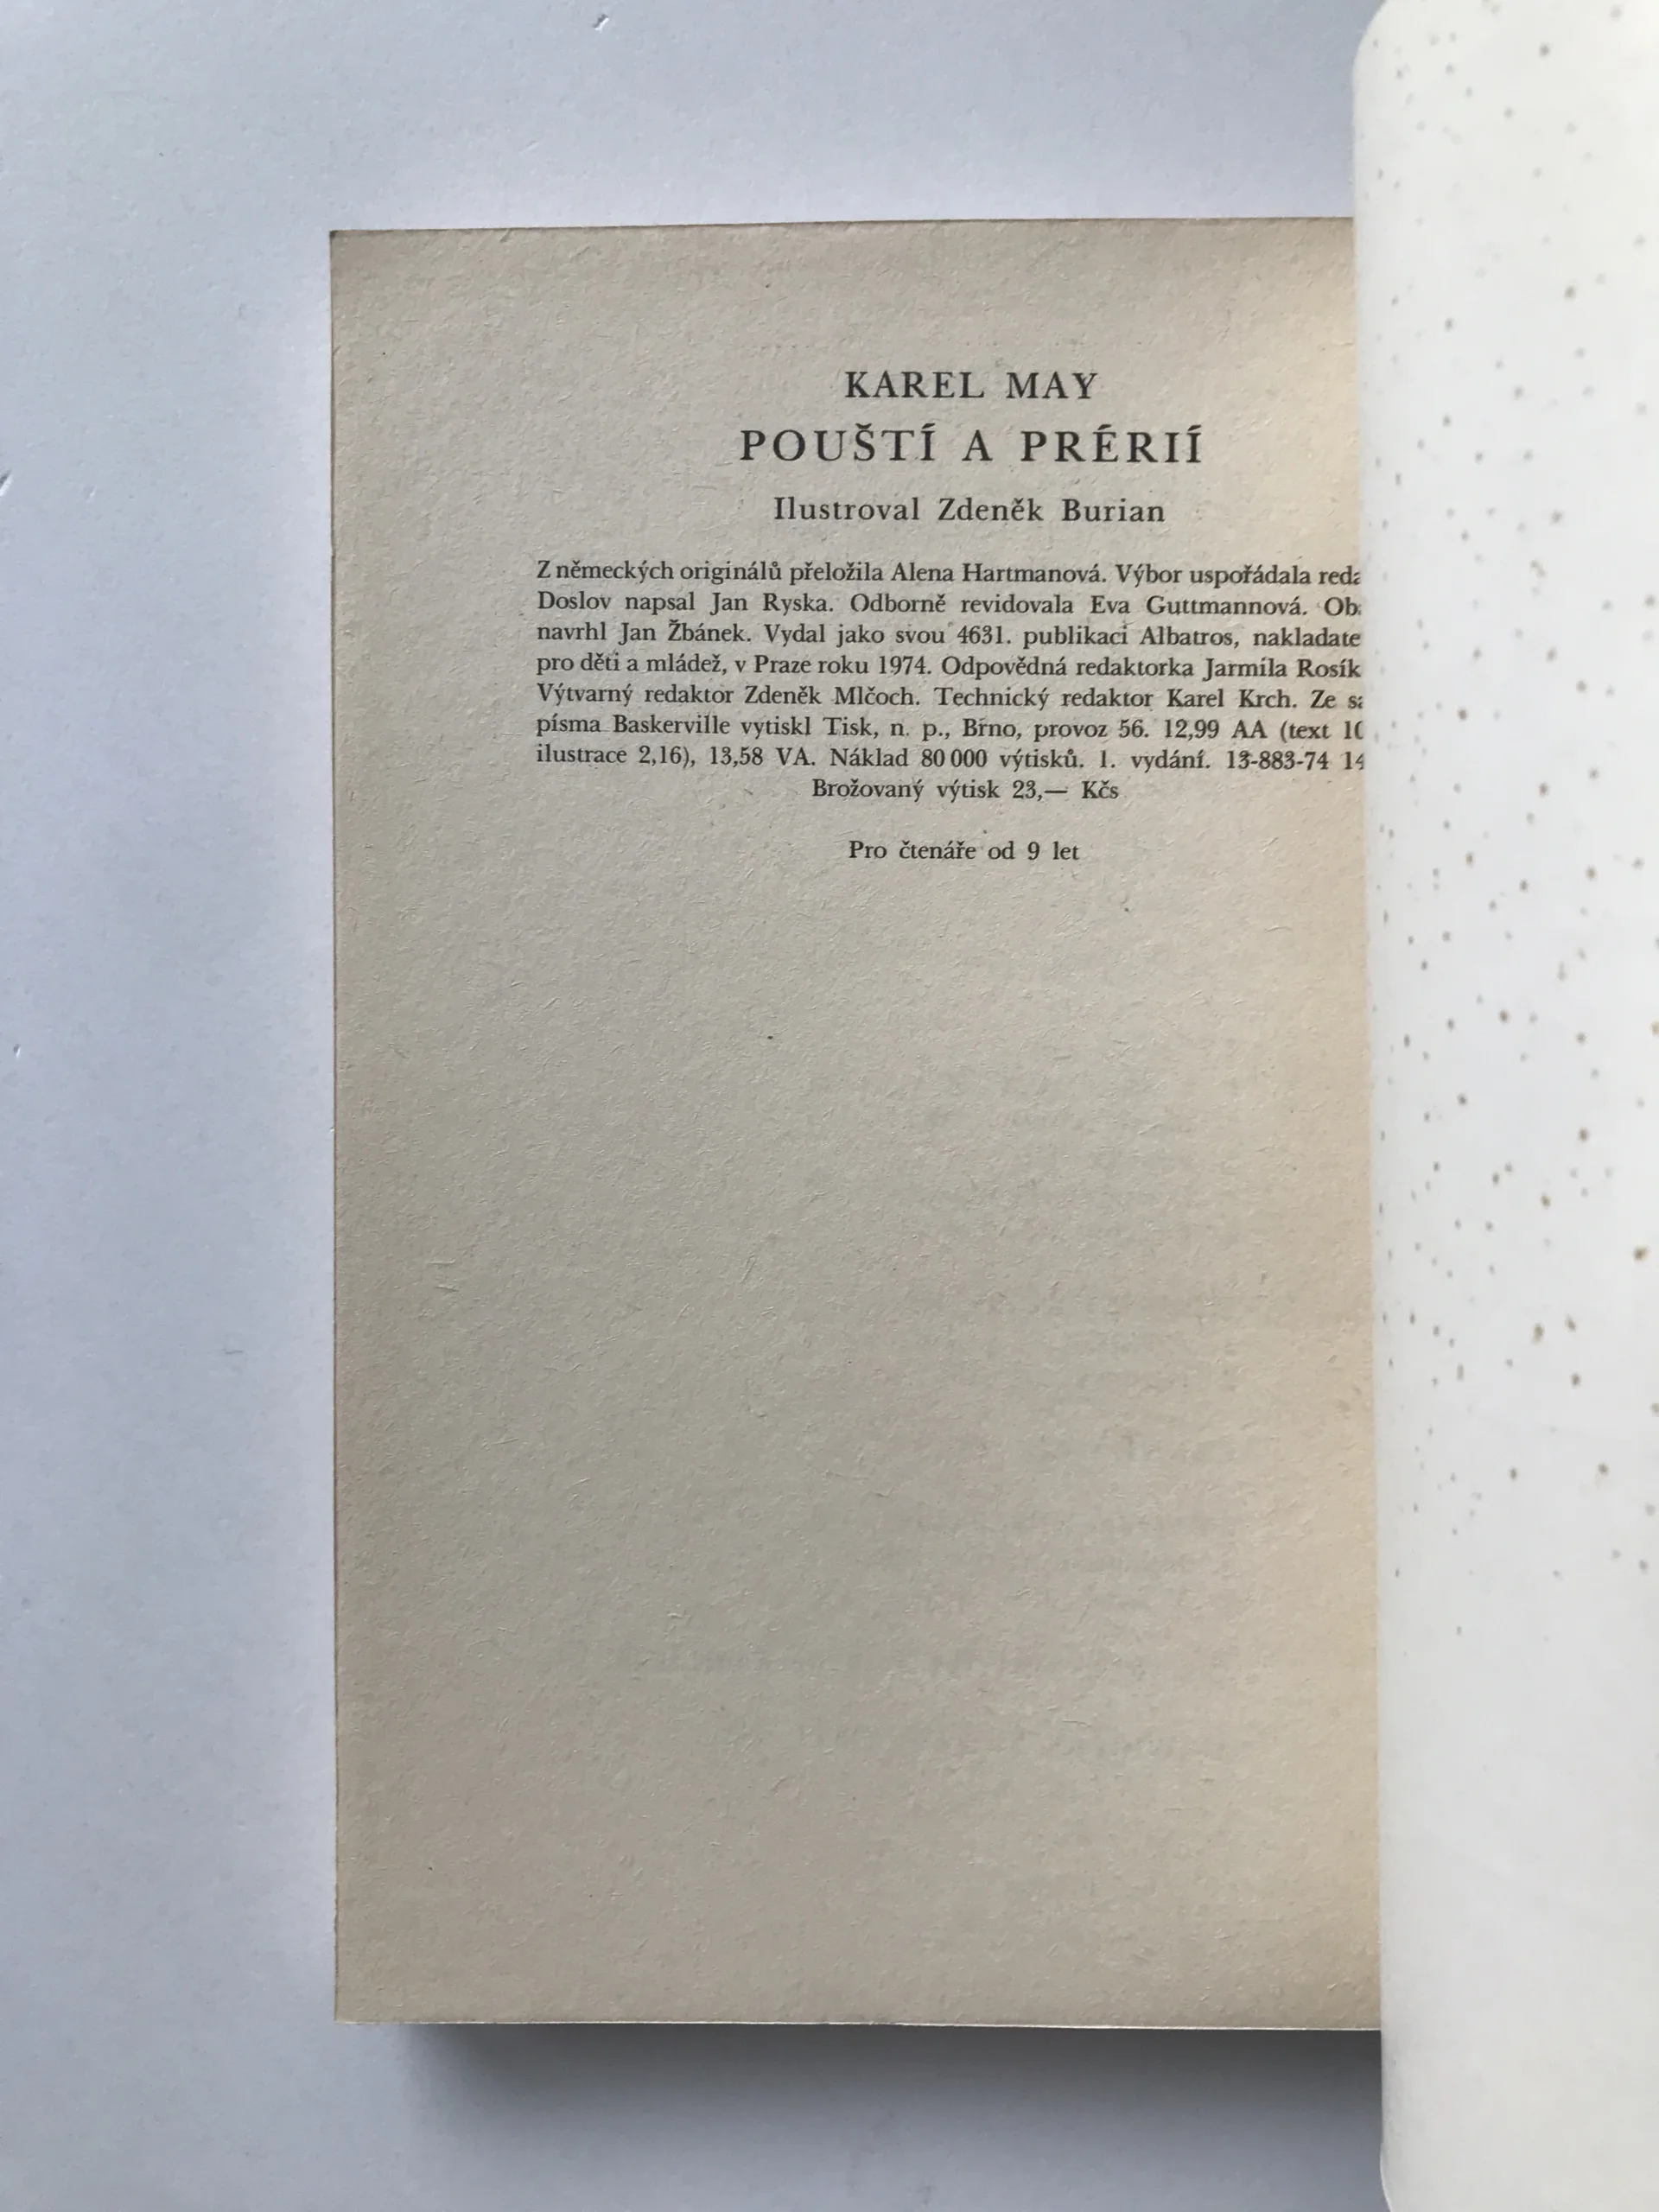 KAREL MAY
POUŠTÍ A PRÉRIÍ
Ilustroval Zdeněk Burian
Z německých originálů přeložila Alena Hartmanová. Výbor uspořádala
Doslov napsal Jan Ryska. Odborně revidovala Eva Guttmannová.
navrhl Jan Žbánek. Vydal jako svou 4631. publikaci Albatros,
pro děti a mládež, v Praze roku 1974. Odpovědná redaktorka Jarmila
Výtvarný redaktor Zdeněk Mlčoch. Technický redaktor Karel Krch. Ze
písma Baskerville vytiskl Tisk, n. p., Brno, provoz 56. 12,99 AA (text
ilustrace 2,16), 13,58 VA. Náklad 80 000 výtisků. 1. vydání. 13-883-74
Brožovaný výtisk 23,— Kčs
Pro čtenáře od 9 let